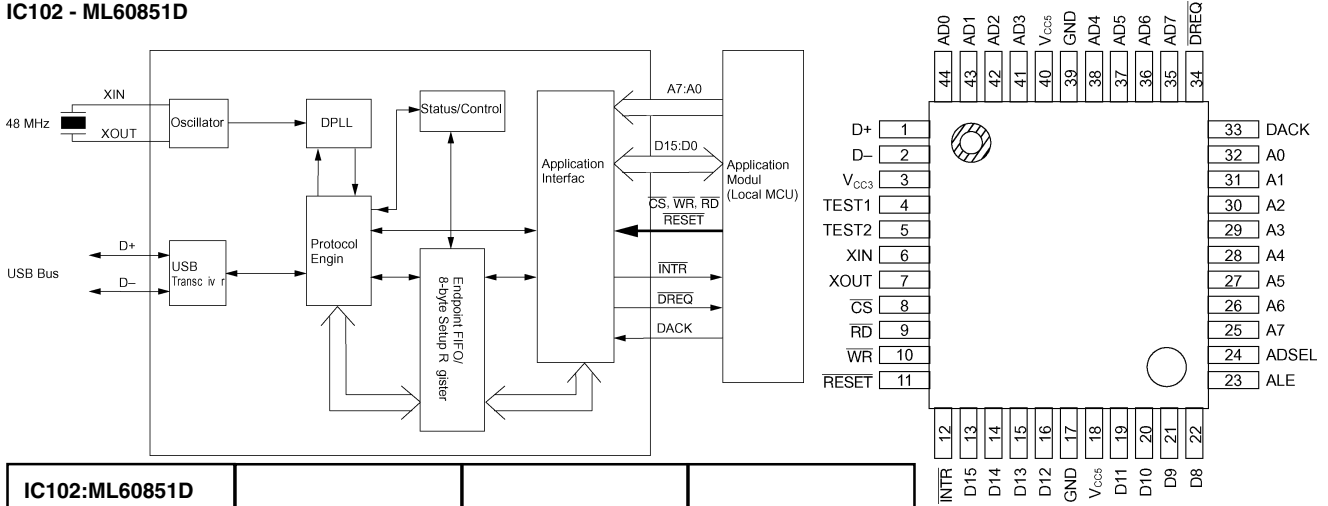 IC102 - ML60851D
48 MHz
XIN
XOUT
Oscillator
DPLL
Status/Control
Application
Interfac
A7:A0
D15:D0
CS, WR, RD
RESET
INTR
DREQ
DACK
Application
Modul
(Local MCU)
Protocol
Engin
USB Bus
D+
D–
USB
Transc iv r
Endpoint FIFO/
8-byte Setup R gister
AD0
AD1
AD2
AD3
VCC5
GND
AD4
AD5
AD6
AD7
DREQ
44
43
42
41
40
39
38
37
36
35
34
D+ 1
D– 2
VCC3 3
TEST1 4
TEST2 5
XIN 6
XOUT 7
CS 8
RD 9
WR 10
RESET 11
33 DACK
32 A0
31 A1
30 A2
29 A3
28 A4
27 A5
26 A6
25 A7
24 ADSEL
23 ALE
12
13
14
15
16
17
18
19
20
21
22
INTR
D15
D14
D13
D12
GND
VCC5
D11
D10
D9
D8
IC102:ML60851D